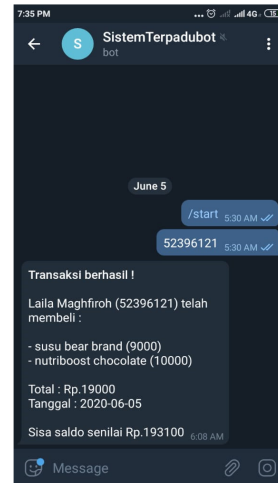 7:35 PM ... 4G 15
S SistemTerpadubot
bot
June 5
/start 5:30 AM
52396121 5:30 AM
Transaksi berhasil !
Laila Maghfiroh (52396121) telah
membeli :
- susu bear brand (9000)
- nutriboost chocolate (10000)
Total : Rp.19000
Tanggal : 2020-06-05
Sisa saldo senilai Rp.193100 6:08 AM
Message